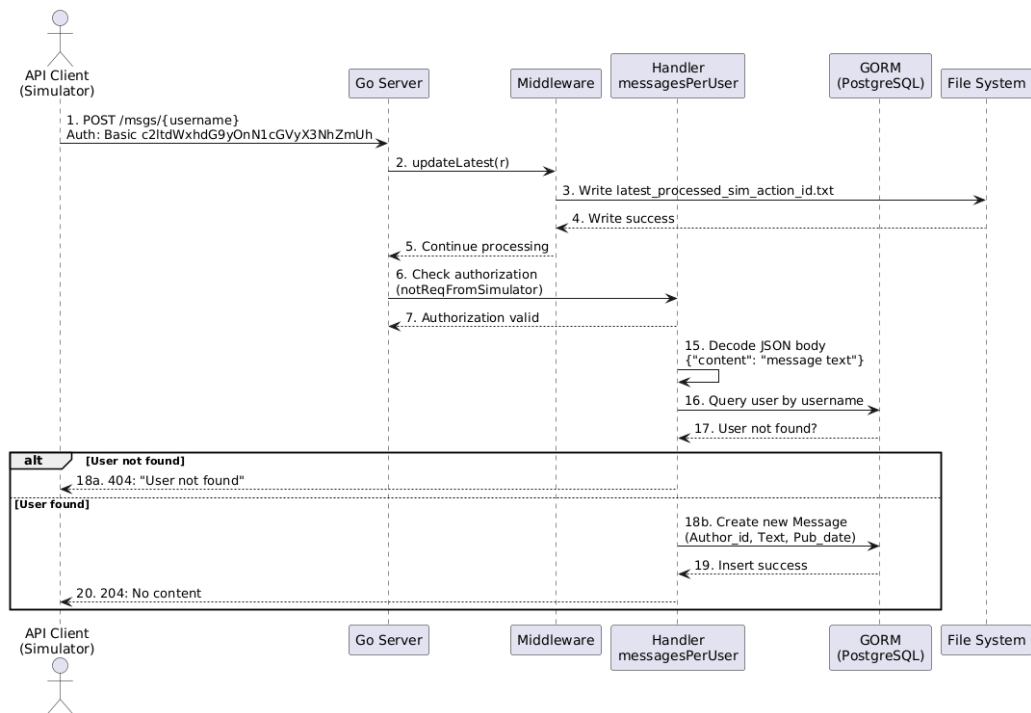 API Client
(Simulator)
Go Server
Middleware
Handler
messagesPerUser
GORM
(PostgreSQL)
File System
1. POST /msgs/{username}
Auth: Basic c2ltdWxhdG9yOnN1cGVyX3NhZmUh
2. updateLatest(r)
3. Write latest_processed_sim_action_id.txt
4. Write success
5. Continue processing
6. Check authorization
(notReqFromSimulator)
7. Authorization valid
15. Decode JSON body
{"content": "message text"}
16. Query user by username
17. User not found?
alt [User not found]
18a. 404: "User not found"
[User found]
18b. Create new Message
(Author_id, Text, Pub_date)
19. Insert success
20. 204: No content
API Client
(Simulator)
Go Server
Middleware
Handler
messagesPerUser
GORM
(PostgreSQL)
File System